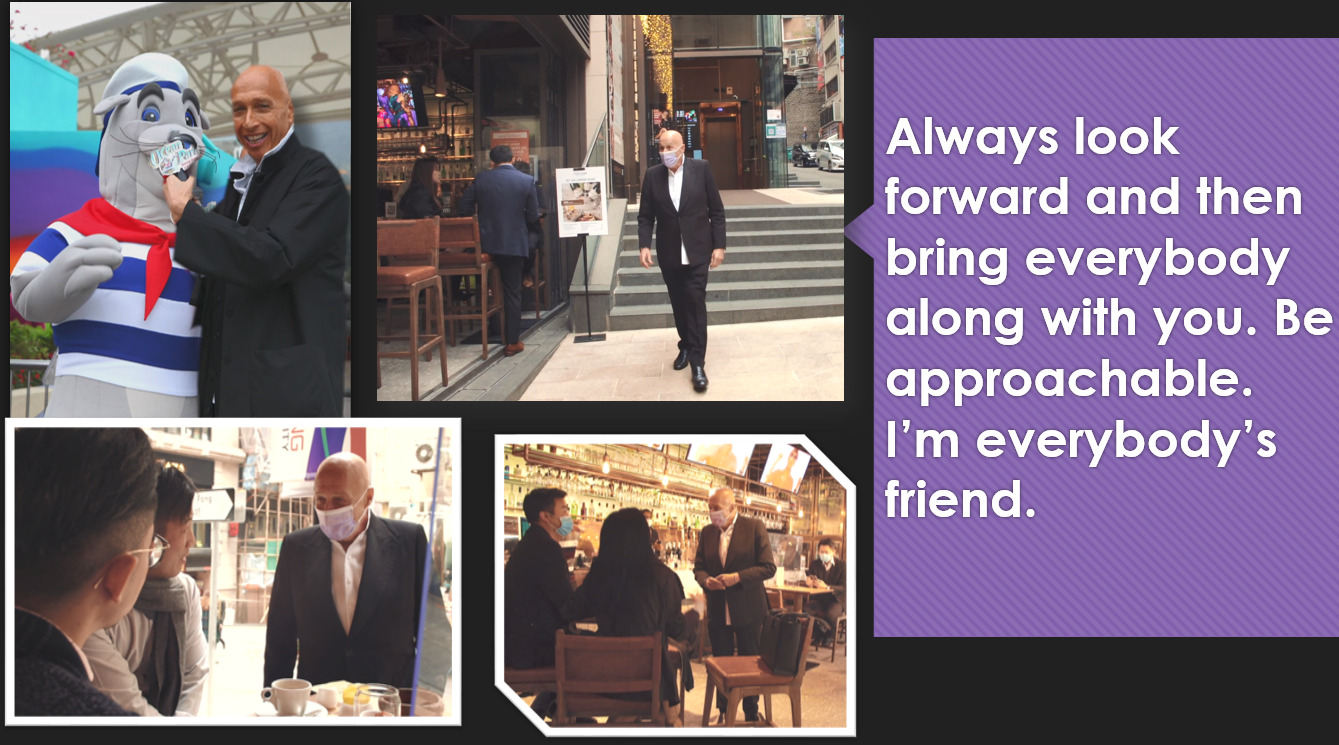 Always look
forward and then
bring everybody
along with you. Be
approachable.
I'm everybody's
friend.